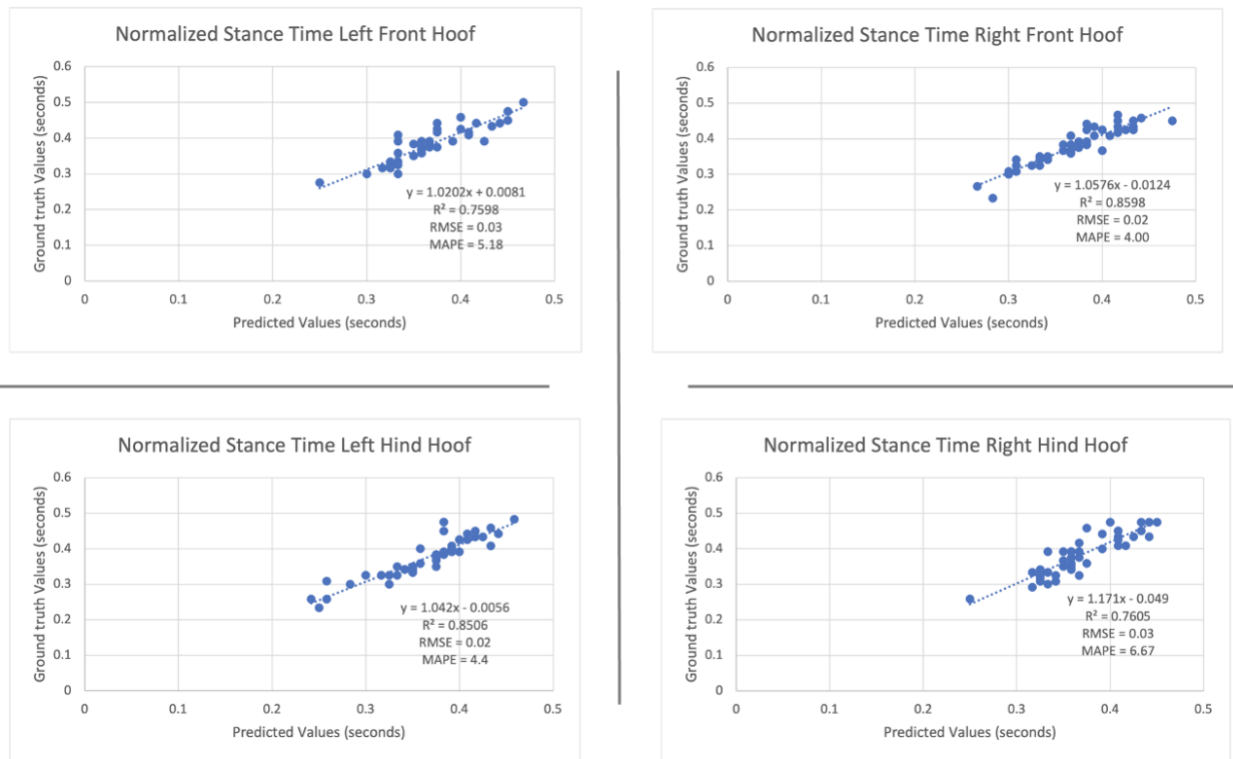 Normalized Stance Time Left Front Hoof
Ground truth Values (seconds)
0.6
0.5
0.4
0.3
0.2
0.1
0
y = 1.0202x + 0.0081
R² = 0.7598
RMSE = 0.03
MAPE = 5.18
0 0.1 0.2 0.3 0.4 0.5
Predicted Values (seconds)
Normalized Stance Time Right Front Hoof
Ground truth Values (seconds)
0.6
0.5
0.4
0.3
0.2
0.1
0
y = 1.0576x - 0.0124
R² = 0.8598
RMSE = 0.02
MAPE = 4.00
0 0.1 0.2 0.3 0.4 0.5
Predicted Values (seconds)
Normalized Stance Time Left Hind Hoof
Ground truth Values (seconds)
0.6
0.5
0.4
0.3
0.2
0.1
0
y = 1.042x - 0.0056
R² = 0.8506
RMSE = 0.02
MAPE = 4.4
0 0.1 0.2 0.3 0.4 0.5
Predicted Values (seconds)
Normalized Stance Time Right Hind Hoof
Ground truth Values (seconds)
0.6
0.5
0.4
0.3
0.2
0.1
0
y = 1.171x - 0.049
R² = 0.7605
RMSE = 0.03
MAPE = 6.67
0 0.1 0.2 0.3 0.4 0.5
Predicted Values (seconds)